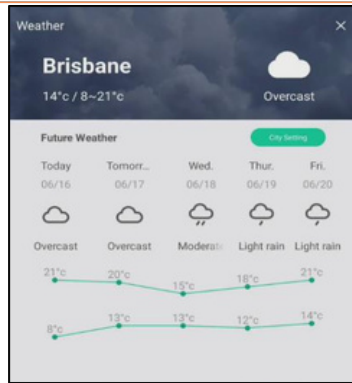 Weather ×
Brisbane
14°c / 8~21°c Overcast
Future Weather City Setting
Today Tomorr... Wed. Thur. Fri.
06/16 06/17 06/18 06/19 06/20
Overcast Overcast Moderate Light rain Light rain
21°c 20°c 15°c 18°c 21°c
8°c 13°c 13°c 12°c 14°c